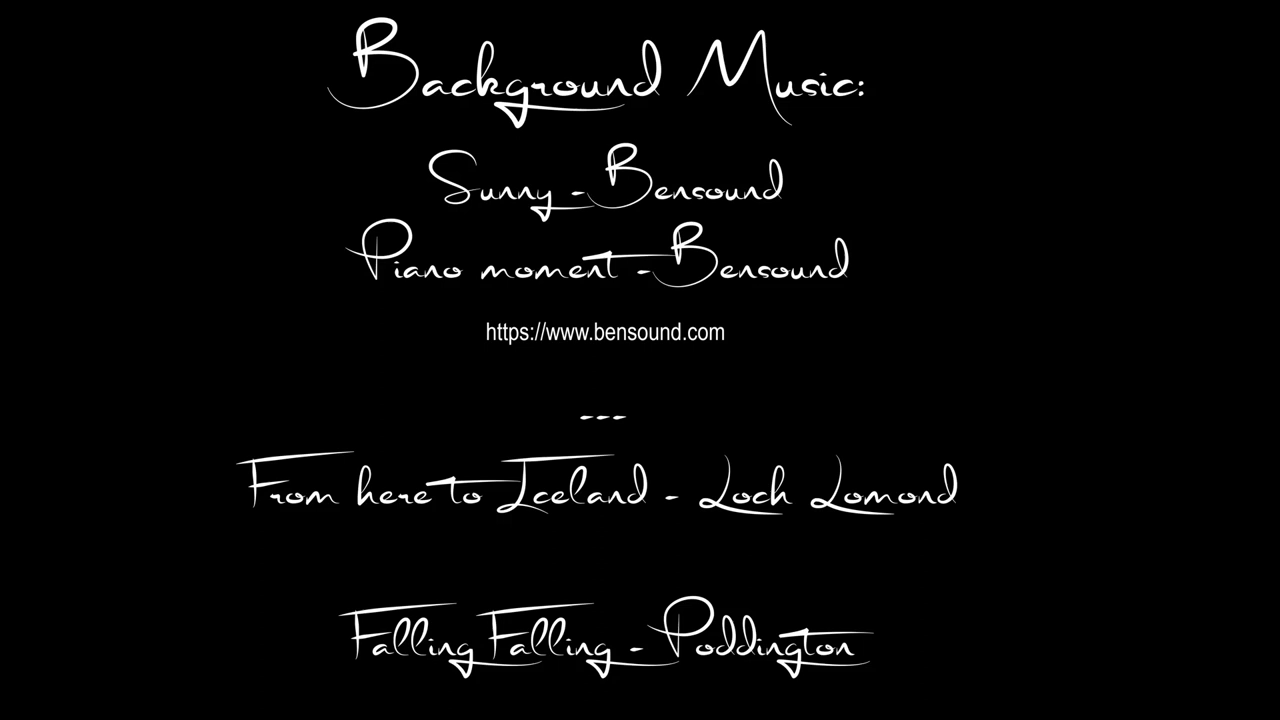 Background Music:
Sunny - Bensound
Piano moment - Bensound
https://www.bensound.com
---
From here to Iceland - Loch Lomond
Falling Falling - Poddington